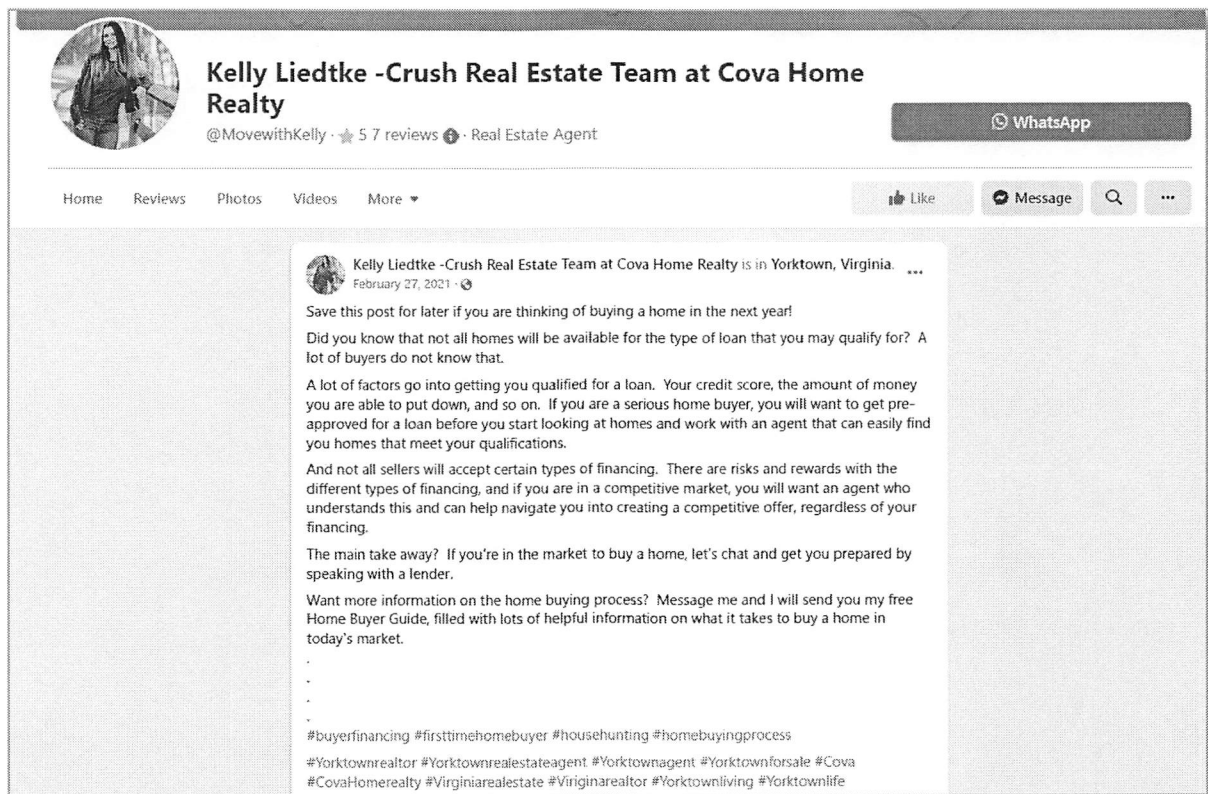 Kelly Liedtke -Crush Real Estate Team at Cova Home
Realty
@MovewithKelly · 5 7 reviews · Real Estate Agent
WhatsApp
Home Reviews Photos Videos More
Like Message
Kelly Liedtke -Crush Real Estate Team at Cova Home Realty is in Yorktown, Virginia.
February 27, 2021 ·
Save this post for later if you are thinking of buying a home in the next year!
Did you know that not all homes will be available for the type of loan that you may qualify for? A
lot of buyers do not know that.
A lot of factors go into getting you qualified for a loan. Your credit score, the amount of money
you are able to put down, and so on. If you are a serious home buyer, you will want to get pre-
approved for a loan before you start looking at homes and work with an agent that can easily find
you homes that meet your qualifications.
And not all sellers will accept certain types of financing. There are risks and rewards with the
different types of financing, and if you are in a competitive market, you will want an agent who
understands this and can help navigate you into creating a competitive offer, regardless of your
financing.
The main take away? If you're in the market to buy a home, let's chat and get you prepared by
speaking with a lender.
Want more information on the home buying process? Message me and I will send you my free
Home Buyer Guide, filled with lots of helpful information on what it takes to buy a home in
today's market.
.
.
.
.
#buyerfinancing #firsttimehomebuyer #househunting #homebuyingprocess
#Yorktownrealtor #Yorktownrealestateagent #Yorktownagent #Yorktownforsale #Cova
#CovaHomerealty #Virginiarealestate #Viriginarealtor #Yorktownliving #Yorktownlife